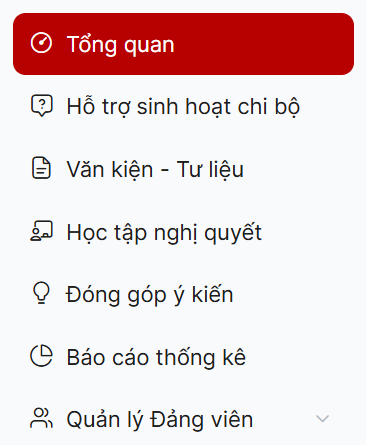 Tổng quan
Hỗ trợ sinh hoạt chi bộ
Văn kiện - Tư liệu
Học tập nghị quyết
Đóng góp ý kiến
Báo cáo thống kê
Quản lý Đảng viên